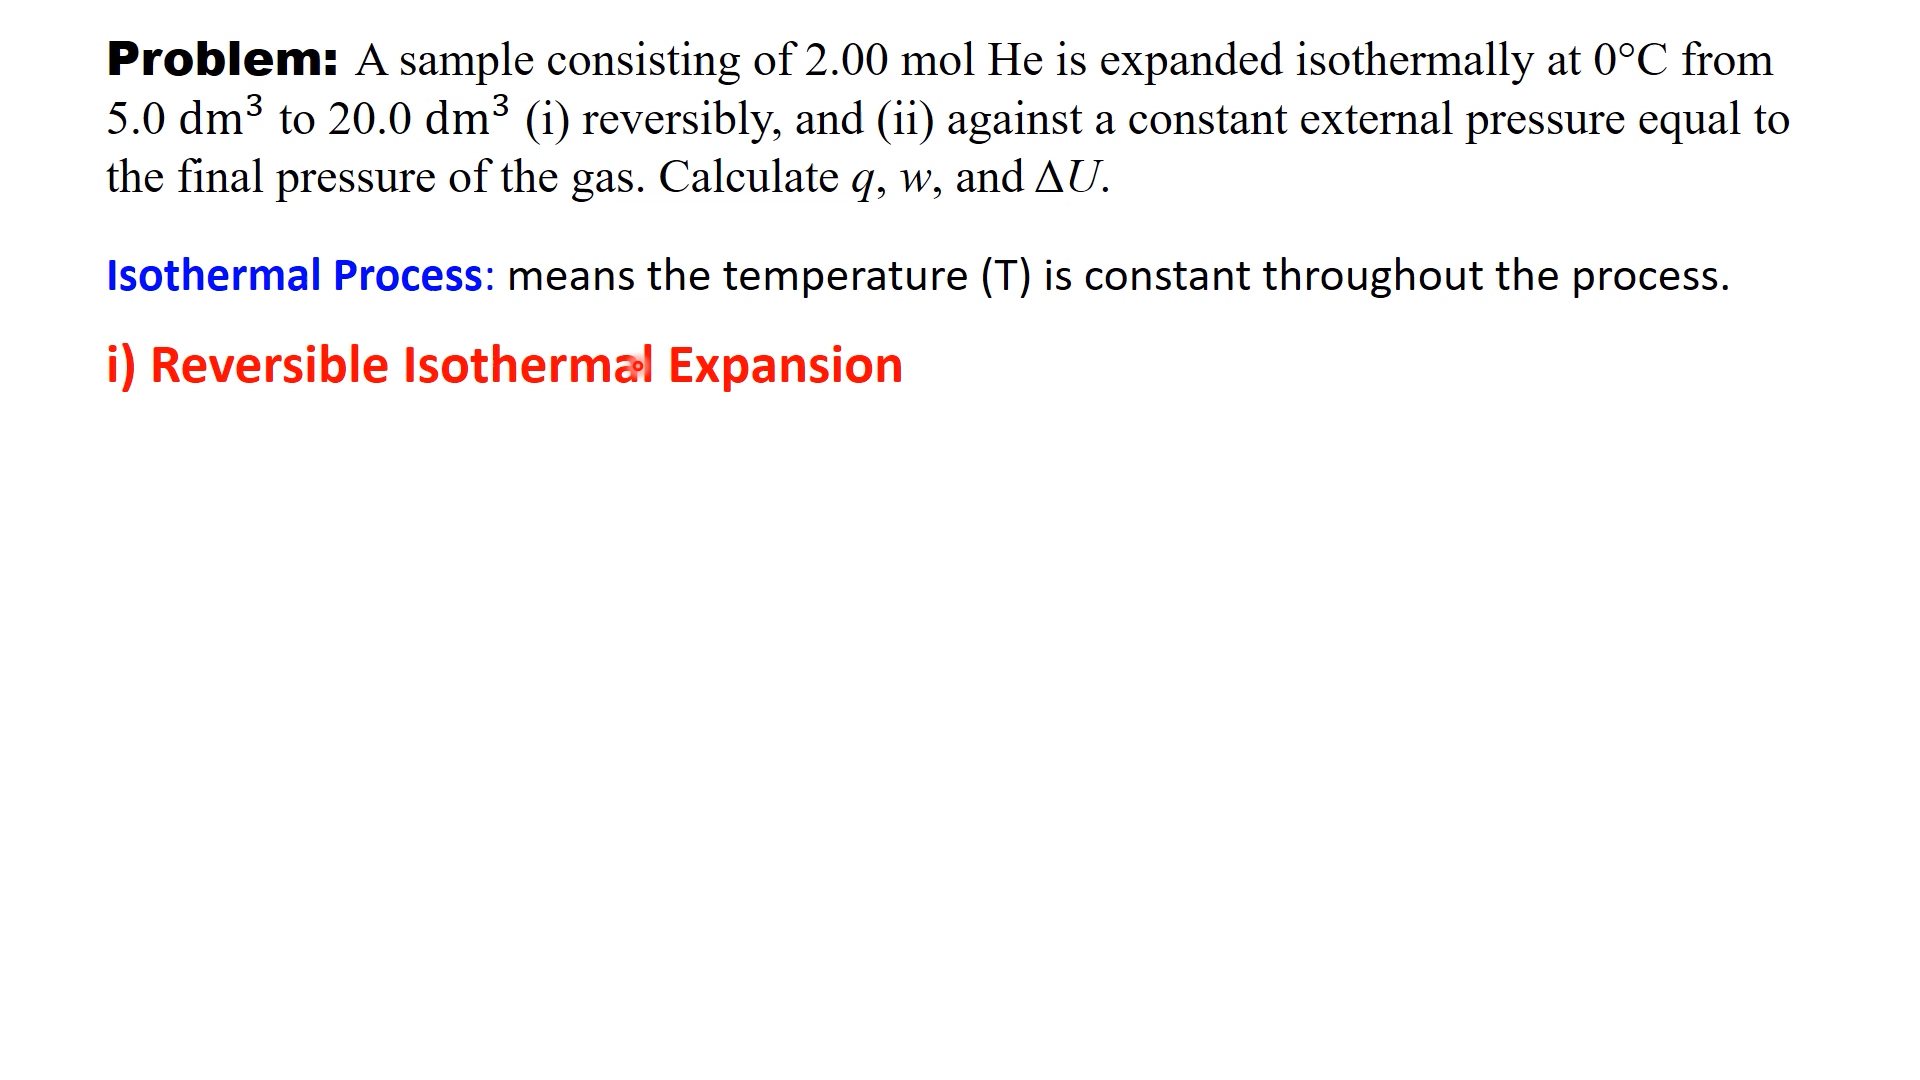 Problem: A sample consisting of 2.00 mol He is expanded isothermally at 0°C from
5.0 dm³ to 20.0 dm³ (i) reversibly, and (ii) against a constant external pressure equal to
the final pressure of the gas. Calculate q, w, and ΔU.
Isothermal Process: means the temperature (T) is constant throughout the process.
i) Reversible Isothermal Expansion